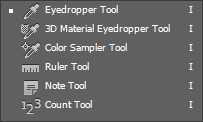 Eyedropper Tool I
3D Material Eyedropper Tool I
Color Sampler Tool I
Ruler Tool I
Note Tool I
123 Count Tool I